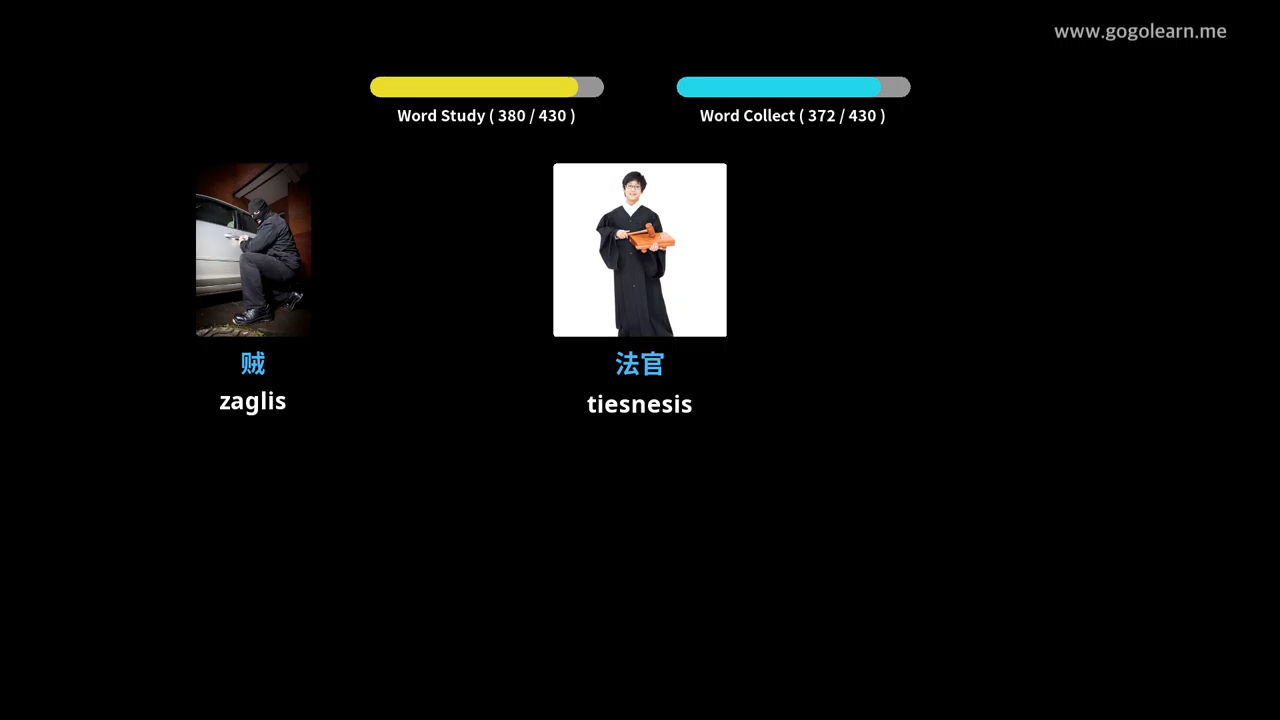 www.gogolearn.me
Word Study ( 380 / 430 )
Word Collect ( 372 / 430 )
贼
zaglis
法官
tiesnesis